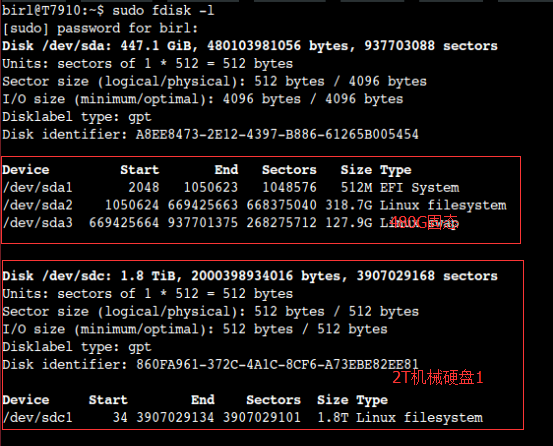 birl@T7910:~$ sudo fdisk -l
[sudo] password for birl:
Disk /dev/sda: 447.1 GiB, 480103981056 bytes, 937703088 sectors
Units: sectors of 1 * 512 = 512 bytes
Sector size (logical/physical): 512 bytes / 4096 bytes
I/O size (minimum/optimal): 4096 bytes / 4096 bytes
Disklabel type: gpt
Disk identifier: A8EE8473-2E12-4397-B886-61265B005454
Device Start End Sectors Size Type
/dev/sda1 2048 1050623 1048576 512M EFI System
/dev/sda2 1050624 669425663 668375040 318.7G Linux filesystem
/dev/sda3 669425664 937701375 268275712 127.9G Linux swap
480G固态
Disk /dev/sdc: 1.8 TiB, 2000398934016 bytes, 3907029168 sectors
Units: sectors of 1 * 512 = 512 bytes
Sector size (logical/physical): 512 bytes / 512 bytes
I/O size (minimum/optimal): 512 bytes / 512 bytes
Disklabel type: gpt
Disk identifier: 860FA961-372C-4A1C-8CF6-A73EBE82EE81
2T机械硬盘1
Device Start End Sectors Size Type
/dev/sdc1 34 3907029134 3907029101 1.8T Linux filesystem